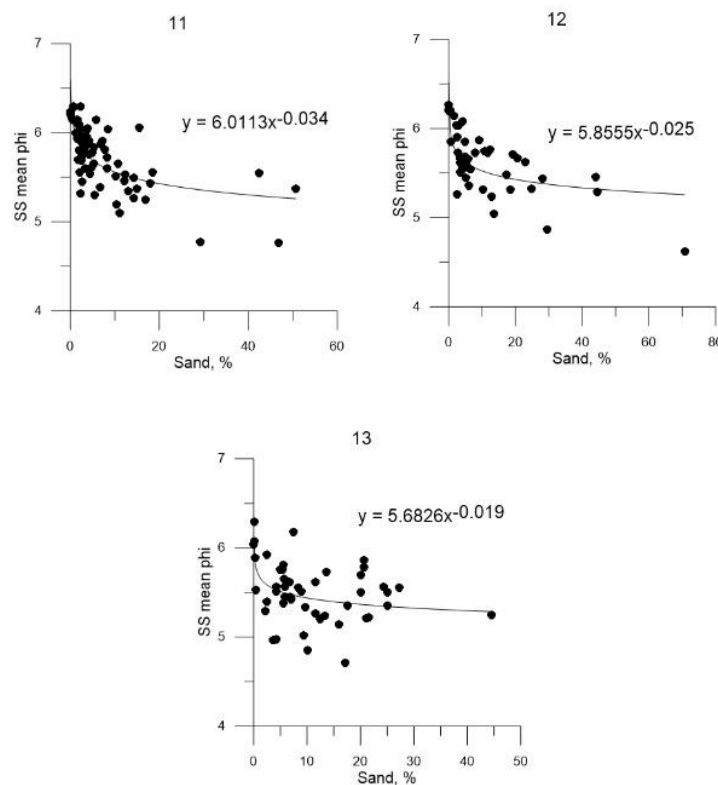 11
7
6
5
4
SS mean phi
y = 6.0113x-0.034
0 20 40 60
Sand, %
12
7
6
5
4
SS mean phi
y = 5.8555x-0.025
0 20 40 60 80
Sand, %
13
7
6
5
4
SS mean phi
y = 5.6826x-0.019
0 10 20 30 40 50
Sand, %